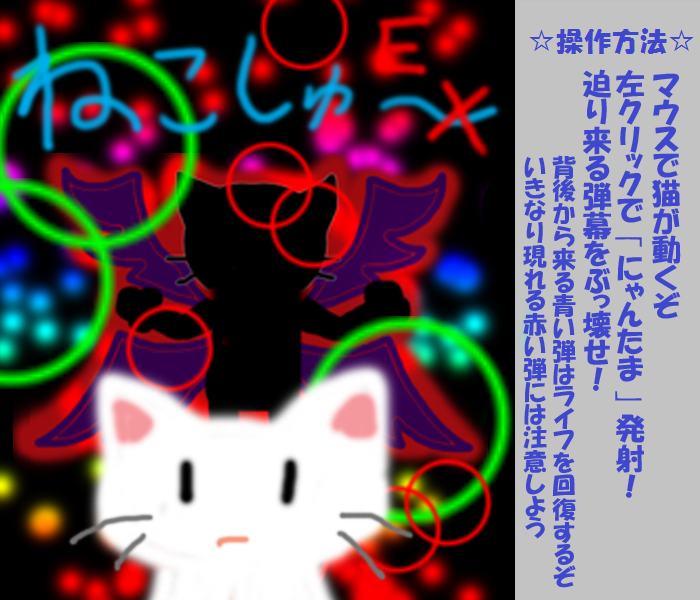 ねこしゅ〜
EX
☆操作方法☆
マウスで猫が動くぞ
左クリックで「にゃんたま」発射！
迫り来る弾幕をぶっ壊せ！
背後から来る青い弾はライフを回復するぞ
いきなり現れる赤い弾には注意しよう